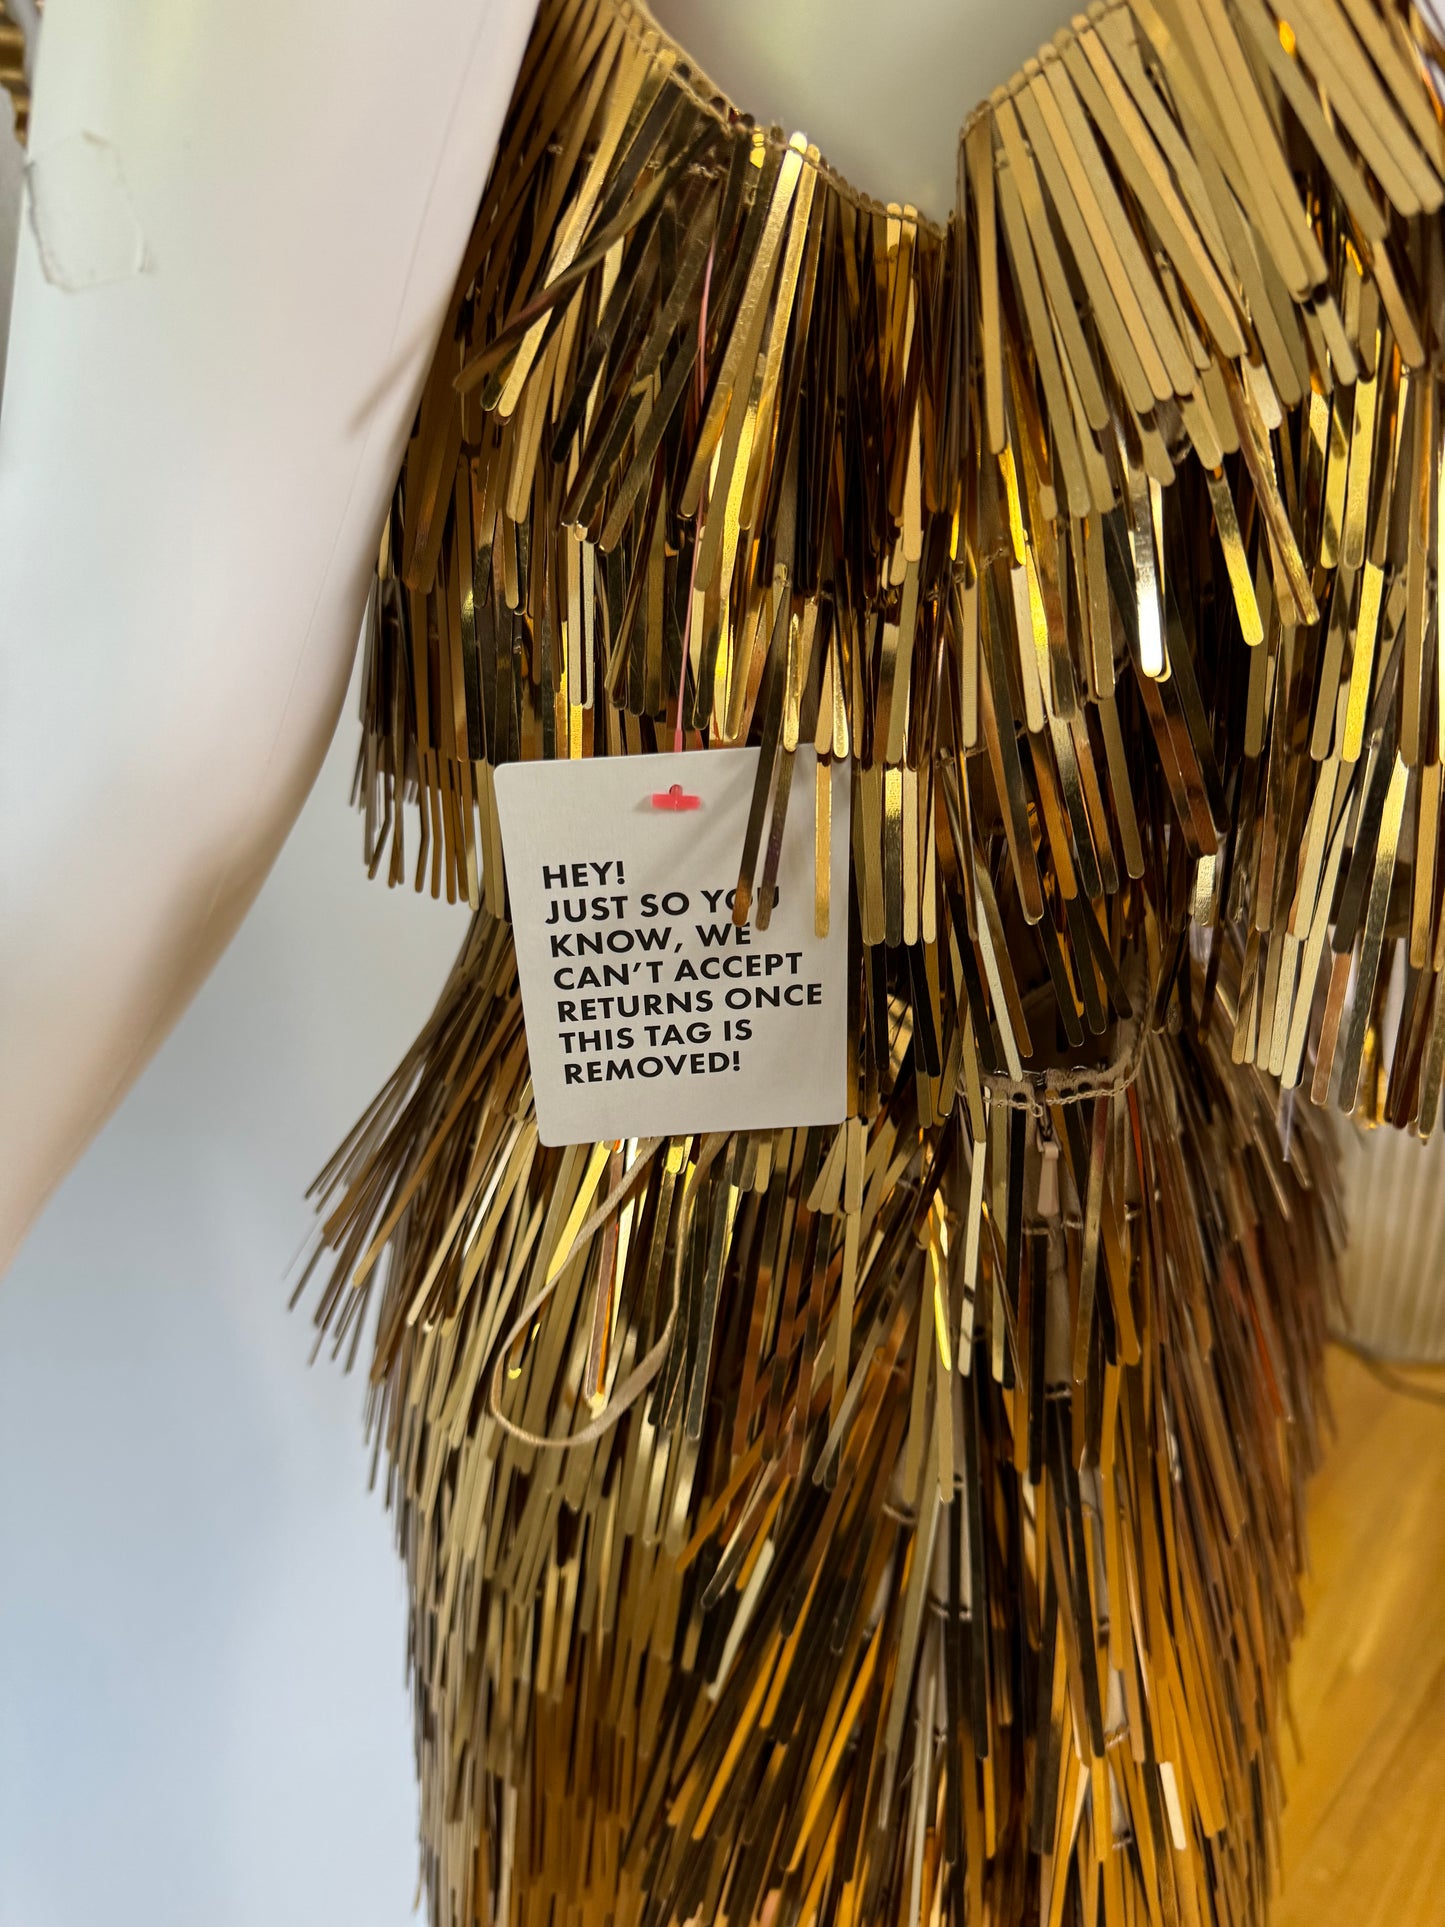 HEY!
JUST SO YOU
KNOW, WE
CAN'T ACCEPT
RETURNS ONCE
THIS TAG IS
REMOVED!